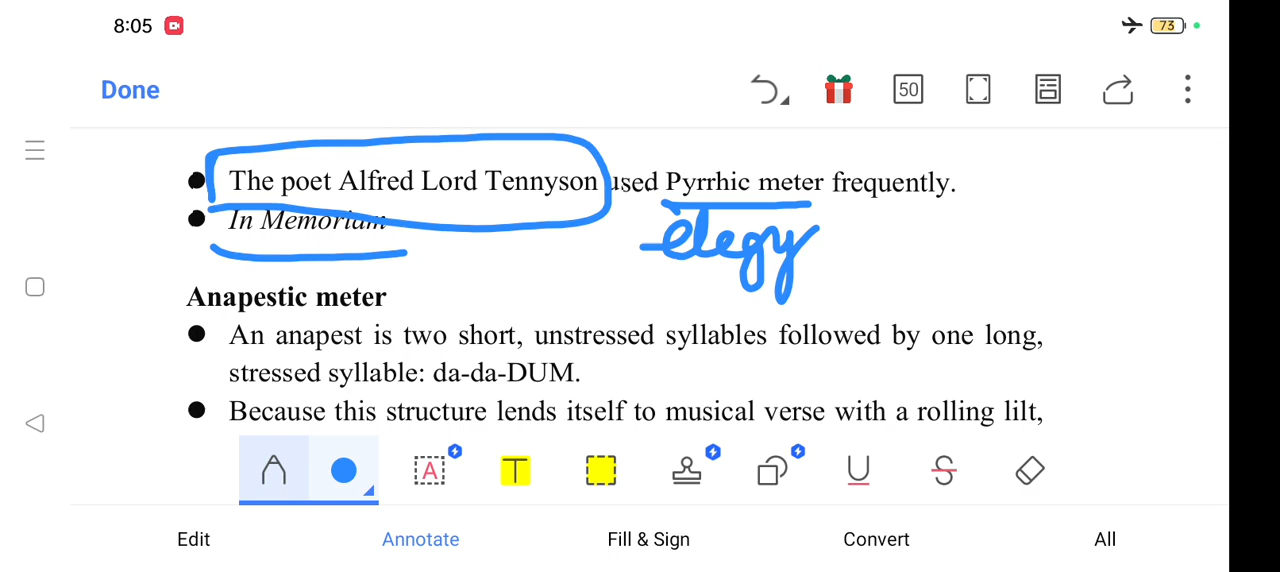 8:05
73
Done
50
The poet Alfred Lord Tennyson used Pyrrhic meter frequently.
In Memoriam
elegy
Anapestic meter
An anapest is two short, unstressed syllables followed by one long,
stressed syllable: da-da-DUM.
Because this structure lends itself to musical verse with a rolling lilt,
A T U S
Edit Annotate Fill & Sign Convert All